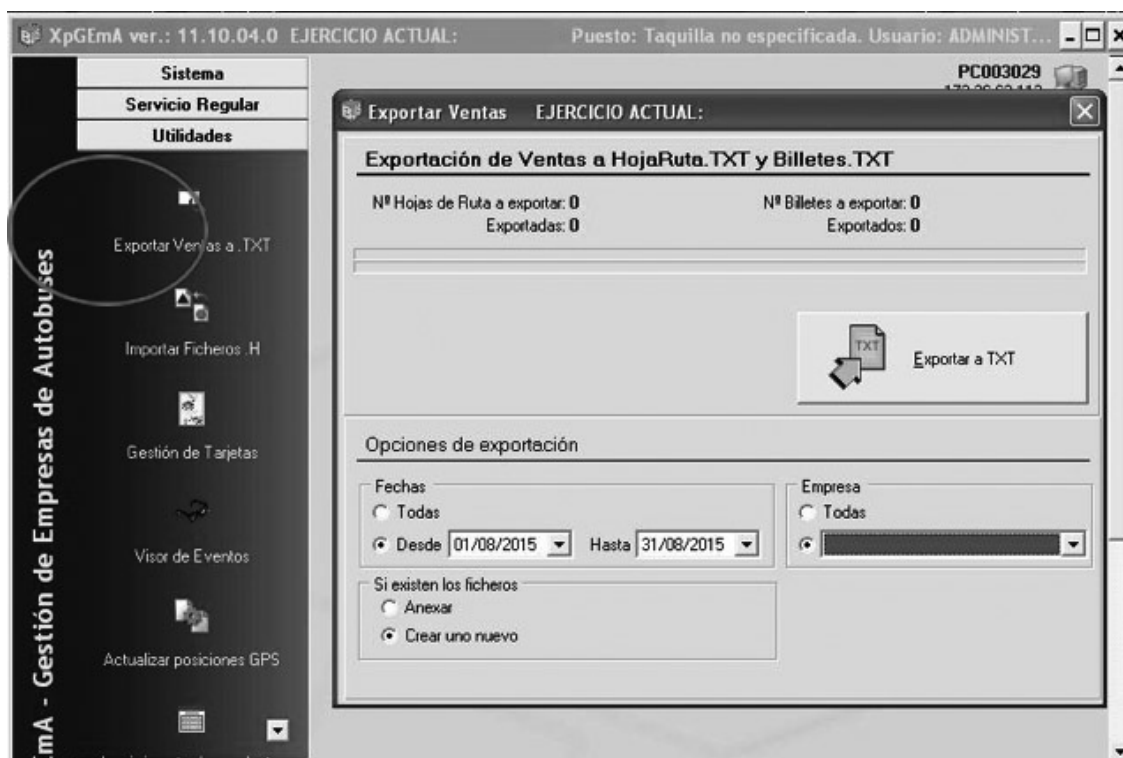 XpGEmA ver.: 11.10.04.0 EJERCICIO ACTUAL: Puesto: Taquilla no especificada. Usuario: ADMINIST...
Sistema
Servicio Regular
Utilidades
PC003029
Exportar Ventas a .TXT
Importar Ficheros .H
Gestión de Tarjetas
Visor de Eventos
Actualizar posiciones GPS
EmA - Gestión de Empresas de Autobuses
Exportar Ventas EJERCICIO ACTUAL:
Exportación de Ventas a HojaRuta.TXT y Billetes.TXT
Nº Hojas de Ruta a exportar: 0 Nº Billetes a exportar: 0
Exportadas: 0 Exportados: 0
TXT
Exportar a TXT
Opciones de exportación
Fechas
Todas
Desde 01/08/2015 Hasta 31/08/2015
Empresa
Todas
Si existen los ficheros
Anexar
Crear uno nuevo